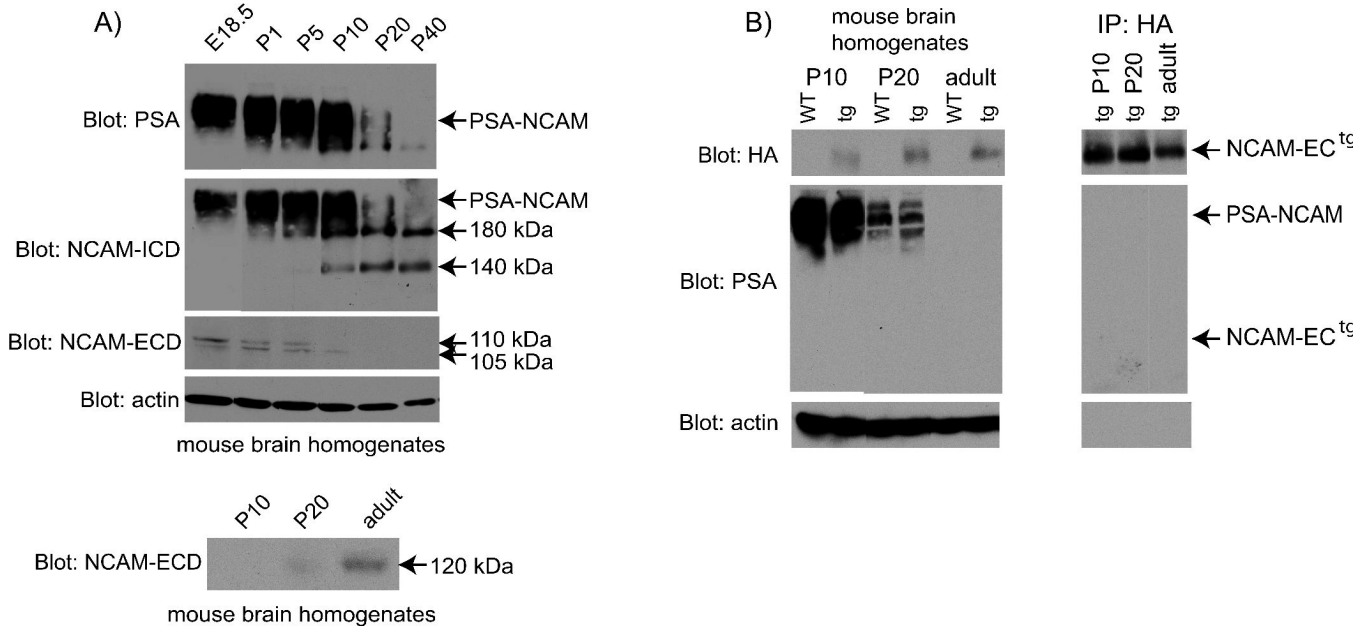 A)
E18.5 P1 P5 P10 P20 P40
Blot: PSA
PSA-NCAM
Blot: NCAM-ICD
PSA-NCAM
180 kDa
140 kDa
Blot: NCAM-ECD
110 kDa
105 kDa
Blot: actin
mouse brain homogenates
P10 P20 adult
Blot: NCAM-ECD
120 kDa
mouse brain homogenates
B)
mouse brain
homogenates
P10 P20 adult
WT tg WT tg WT tg
Blot: HA
Blot: PSA
Blot: actin
IP: HA
tg P10
tg P20
tg adult
NCAM-EC^tg
PSA-NCAM
NCAM-EC^tg